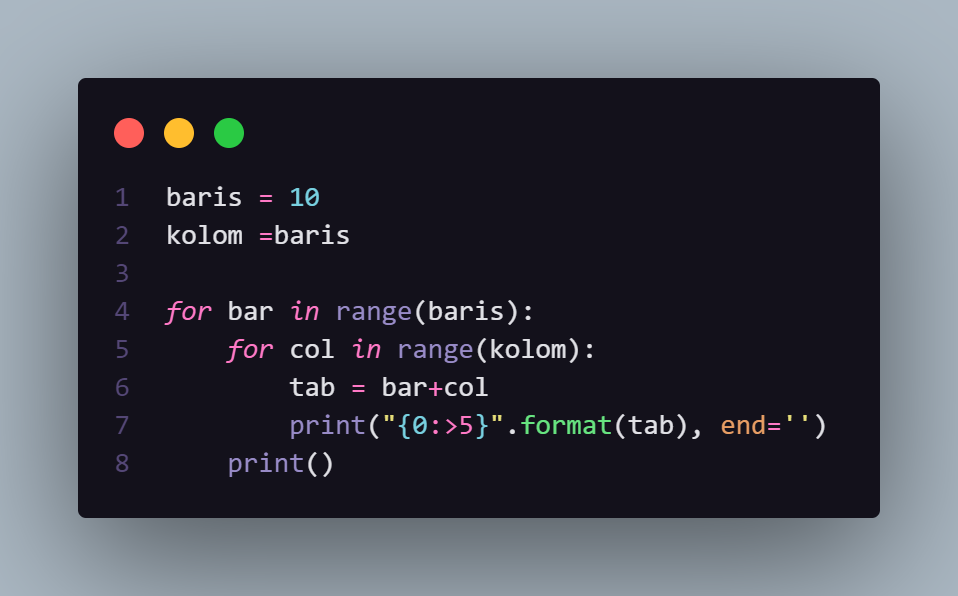 1 baris = 10
2 kolom =baris
3
4 for bar in range(baris):
5     for col in range(kolom):
6         tab = bar+col
7         print("{0:>5}".format(tab), end='')
8     print()